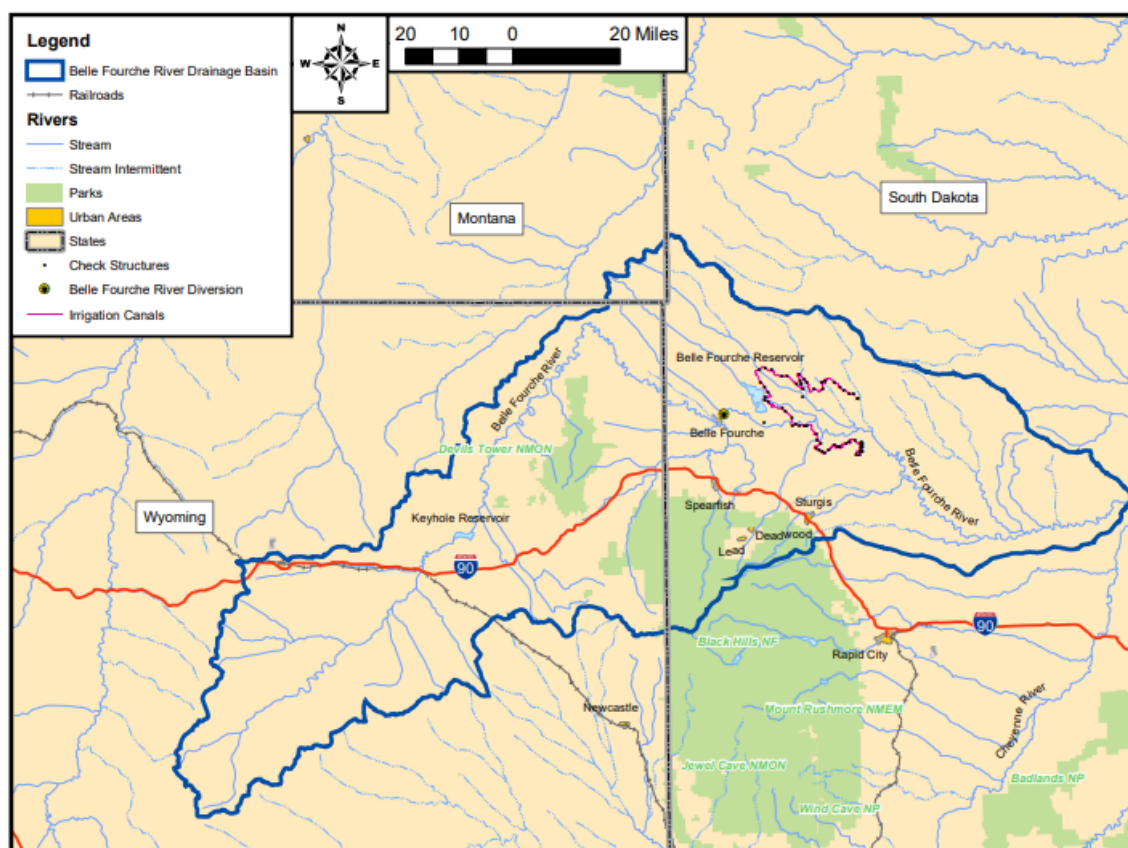 Legend
Belle Fourche River Drainage Basin
Railroads
Rivers
Stream
Stream Intermittent
Parks
Urban Areas
States
Check Structures
Belle Fourche River Diversion
Irrigation Canals
N
W E
S
20 10 0 20 Miles
Montana
South Dakota
Wyoming
Belle Fourche Reservoir
Belle Fourche River
Belle Fourche
Devils Tower NMON
Belle Fourche River
Keyhole Reservoir
Spearfish
Sturgis
Deadwood
Lead
90
90
Black Hills NF
Rapid City
Newcastle
Mount Rushmore NMEM
Cheyenne River
Jewel Cave NMON
Badlands NP
Wind Cave NP